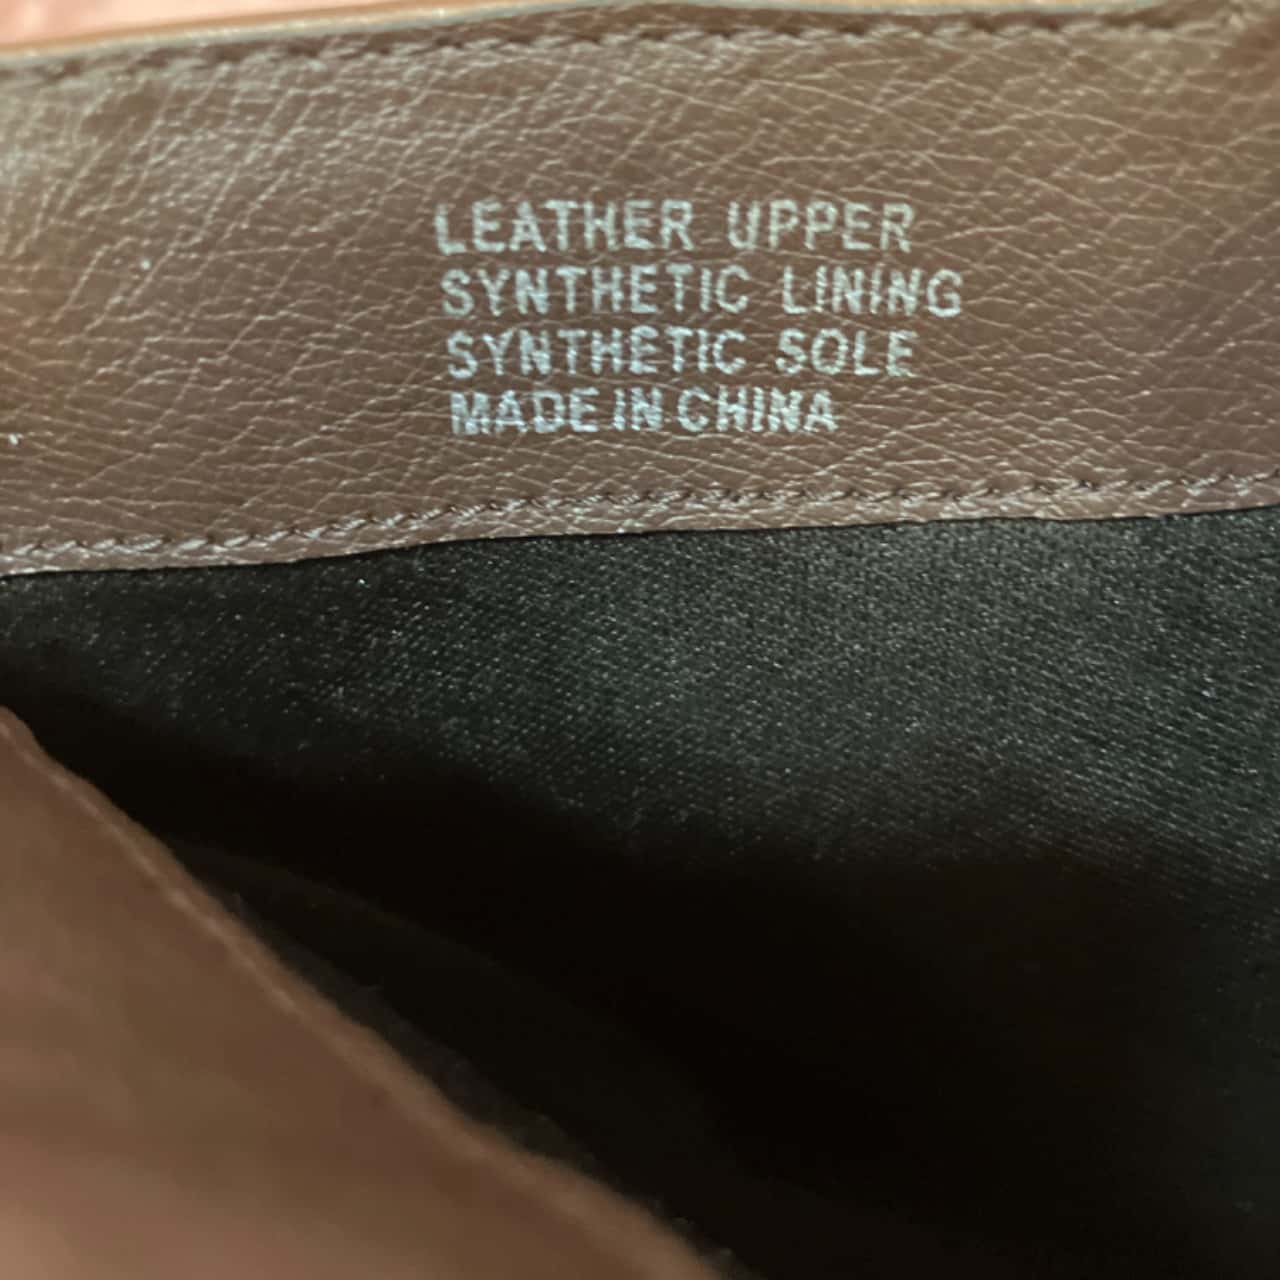 LEATHER UPPER
SYNTHETIC LINING
SYNTHETIC SOLE
MADE IN CHINA